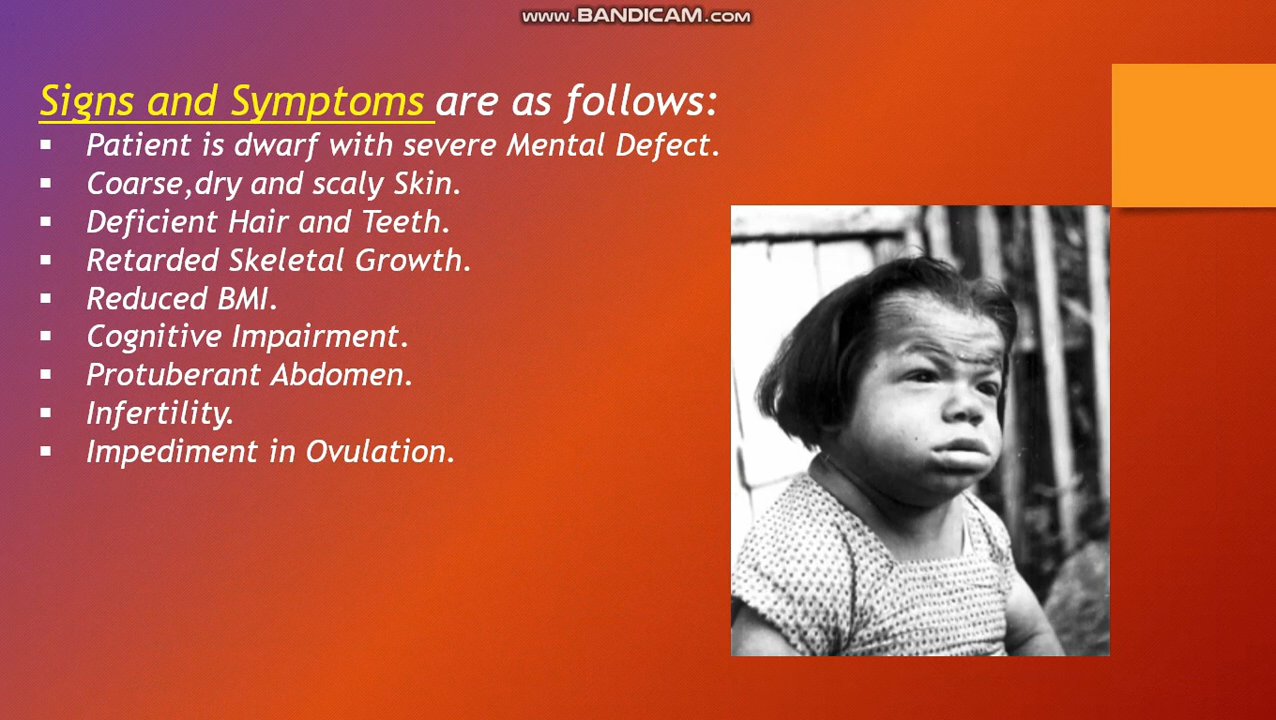 www.BANDICAM.com
Signs and Symptoms are as follows:
▪ Patient is dwarf with severe Mental Defect.
▪ Coarse,dry and scaly Skin.
▪ Deficient Hair and Teeth.
▪ Retarded Skeletal Growth.
▪ Reduced BMI.
▪ Cognitive Impairment.
▪ Protuberant Abdomen.
▪ Infertility.
▪ Impediment in Ovulation.